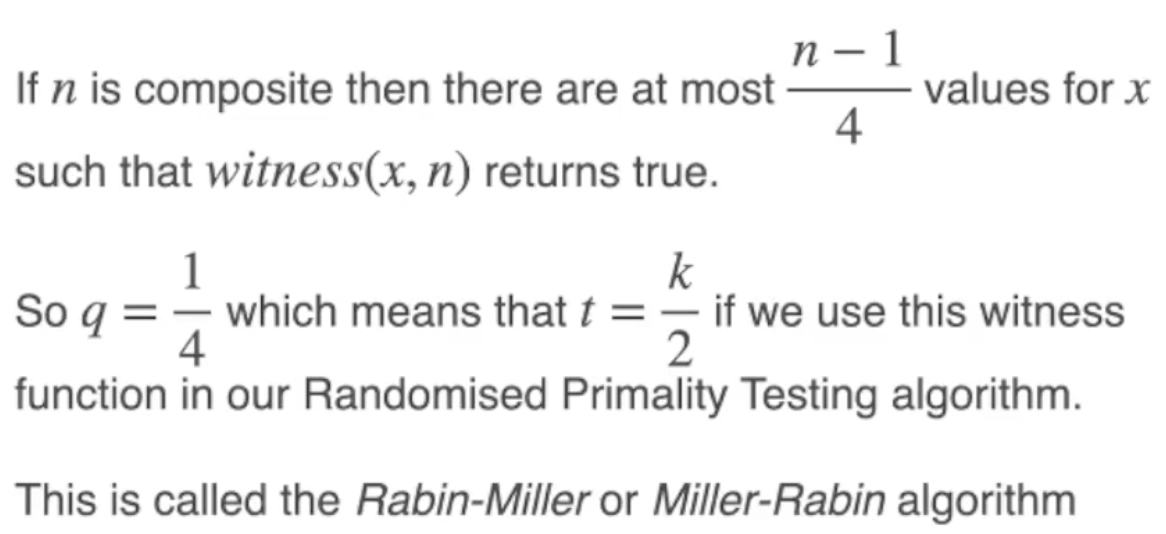 If n is composite then there are at most (n − 1)/4 values for x
such that witness(x, n) returns true.
So q = 1/4 which means that t = k/2 if we use this witness
function in our Randomised Primality Testing algorithm.
This is called the Rabin-Miller or Miller-Rabin algorithm